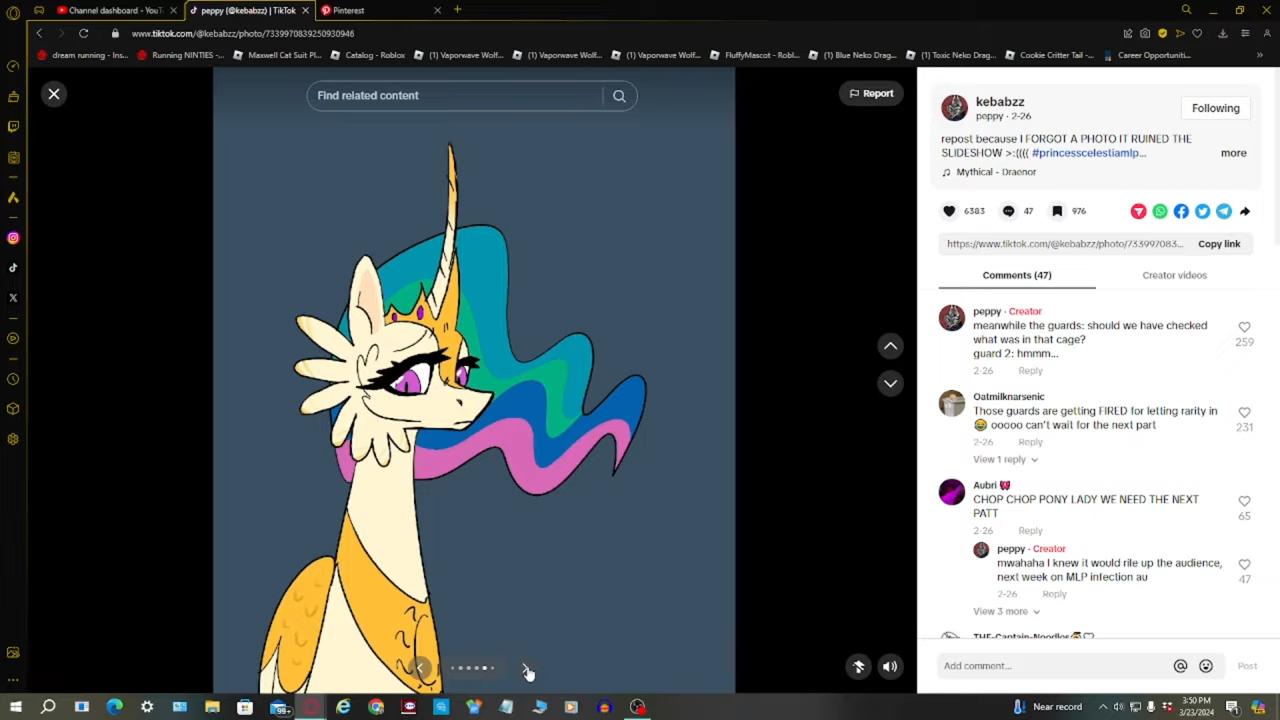 Channel dashboard - YouT
peppy (@kebabzz) | TikTok
Pinterest
www.tiktok.com/@kebabzz/photo/7339970839250930946
dream running - Ins...
Running NINTIES -...
Maxwell Cat Suit Pl...
Catalog - Roblox
(1) Vaporwave Wolf...
(1) Vaporwave Wolf...
(1) Vaporwave Wolf...
FluffyMascot - Robl...
(1) Blue Neko Drag...
(1) Toxic Neko Drag...
Cookie Critter Tail -...
Career Opportuniti...
Find related content
Report
kebabzz
peppy · 2-26
Following
repost because I FORGOT A PHOTO IT RUINED THE
SLIDESHOW >:(((( #princesscelestiamlp...
more
Mythical - Draenor
6383
47
976
https://www.tiktok.com/@kebabzz/photo/733997083...
Copy link
Comments (47)
Creator videos
peppy · Creator
meanwhile the guards: should we have checked
what was in that cage?
guard 2: hmmm...
259
2-26
Reply
Oatmilknarsenic
Those guards are getting FIRED for letting rarity in
😂 ooooo can't wait for the next part
231
2-26
Reply
View 1 reply
Aubri
CHOP CHOP PONY LADY WE NEED THE NEXT
PATT
65
2-26
Reply
peppy · Creator
mwahaha I knew it would rile up the audience,
next week on MLP infection au
47
2-26
Reply
View 3 more
THE-Captain-Noodles
Add comment...
Post
99+
Near record
3:50 PM
3/23/2024